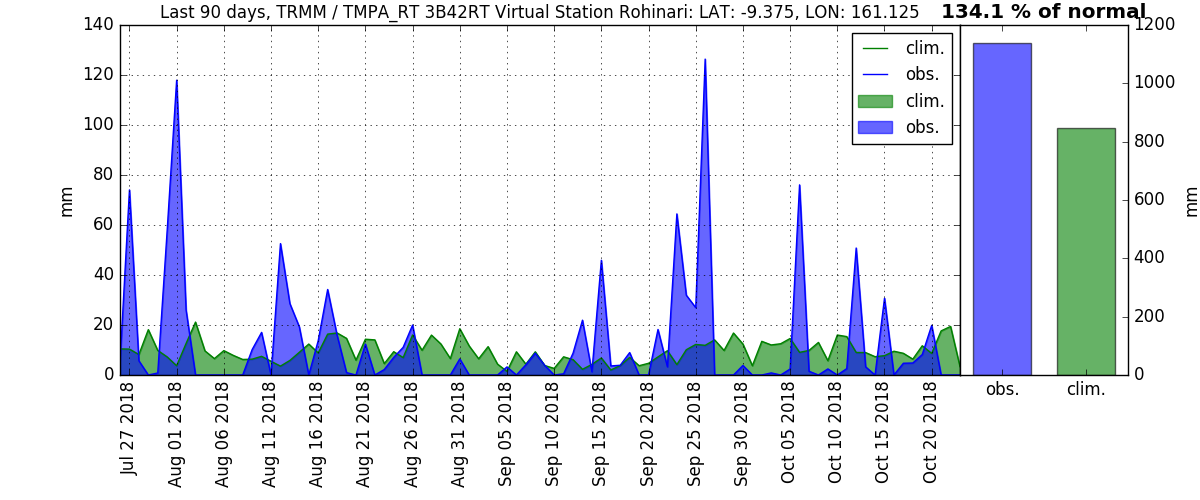 Last 90 days, TRMM / TMPA_RT 3B42RT Virtual Station Rohinari: LAT: -9.375, LON: 161.125
134.1 % of normal
140
120
100
80
60
40
20
0
mm
clim.
obs.
clim.
obs.
Jul 27 2018
Aug 01 2018
Aug 06 2018
Aug 11 2018
Aug 16 2018
Aug 21 2018
Aug 26 2018
Aug 31 2018
Sep 05 2018
Sep 10 2018
Sep 15 2018
Sep 20 2018
Sep 25 2018
Sep 30 2018
Oct 05 2018
Oct 10 2018
Oct 15 2018
Oct 20 2018
1200
1000
800
600
400
200
0
mm
obs.
clim.